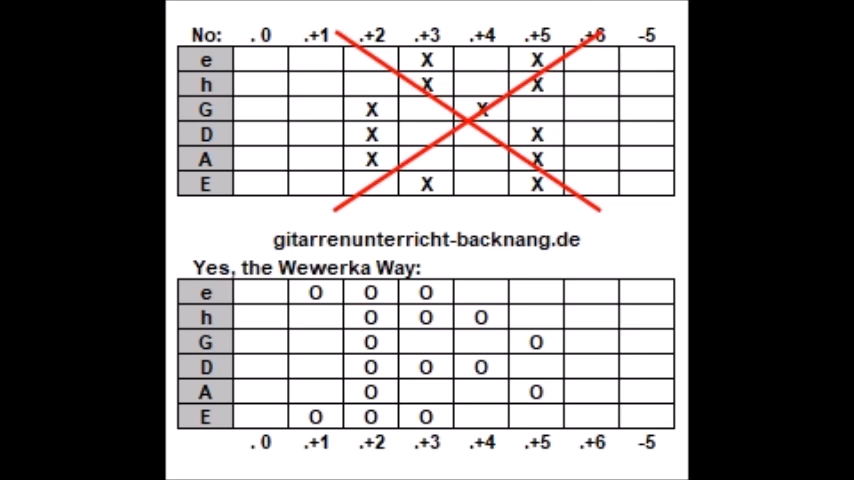 No: . 0 .+1 .+2 .+3 .+4 .+5 .+6 -5
e X X
h X X
G X X
D X X
A X X
E X X
gitarrenunterricht-backnang.de
Yes, the Wewerka Way:
e O O O
h O O O
G O O
D O O O
A O O
E O O O
. 0 .+1 .+2 .+3 .+4 .+5 .+6 -5